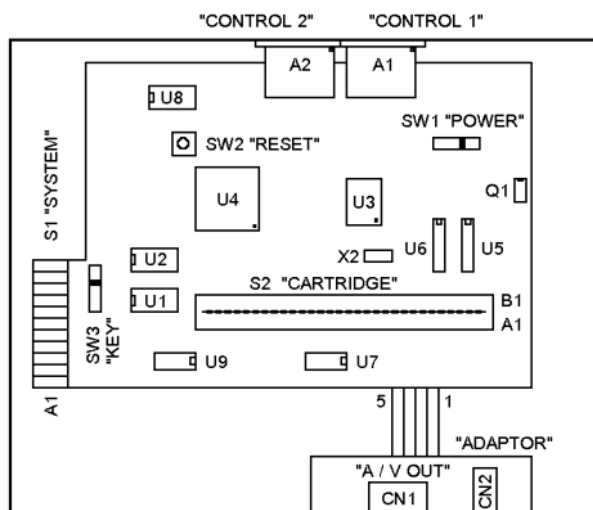 "CONTROL 2" "CONTROL 1"
A2 A1
U8
SW1 "POWER"
SW2 "RESET"
S1 "SYSTEM"
U4 U3 Q1
U6 U5
U2 X2
S2 "CARTRIDGE"
U1 B1
A1
SW3 "KEY"
U9 U7
A1 5 1
"ADAPTOR"
"A / V OUT"
CN1 CN2